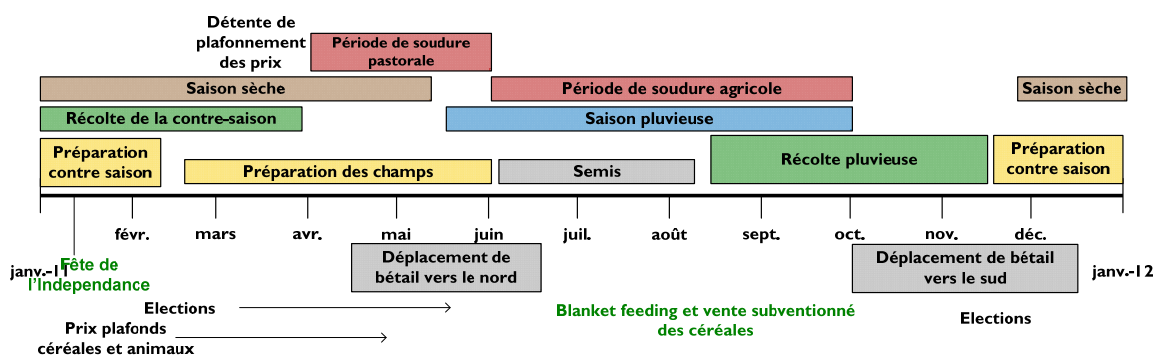 Détente de
plafonnement
des prix
Période de soudure
pastorale
Saison sèche
Période de soudure agricole
Saison sèche
Récolte de la contre-saison
Saison pluvieuse
Préparation
contre saison
Préparation des champs
Semis
Récolte pluvieuse
Préparation
contre saison
janv.-11
févr.
mars
avr.
mai
juin
juil.
août
sept.
oct.
nov.
déc.
janv.-12
Fête de
l'Independance
Déplacement de
bétail vers le nord
Déplacement de bétail
vers le sud
Elections
Blanket feeding et vente subventionné
des céréales
Elections
Prix plafonds
céréales et animaux